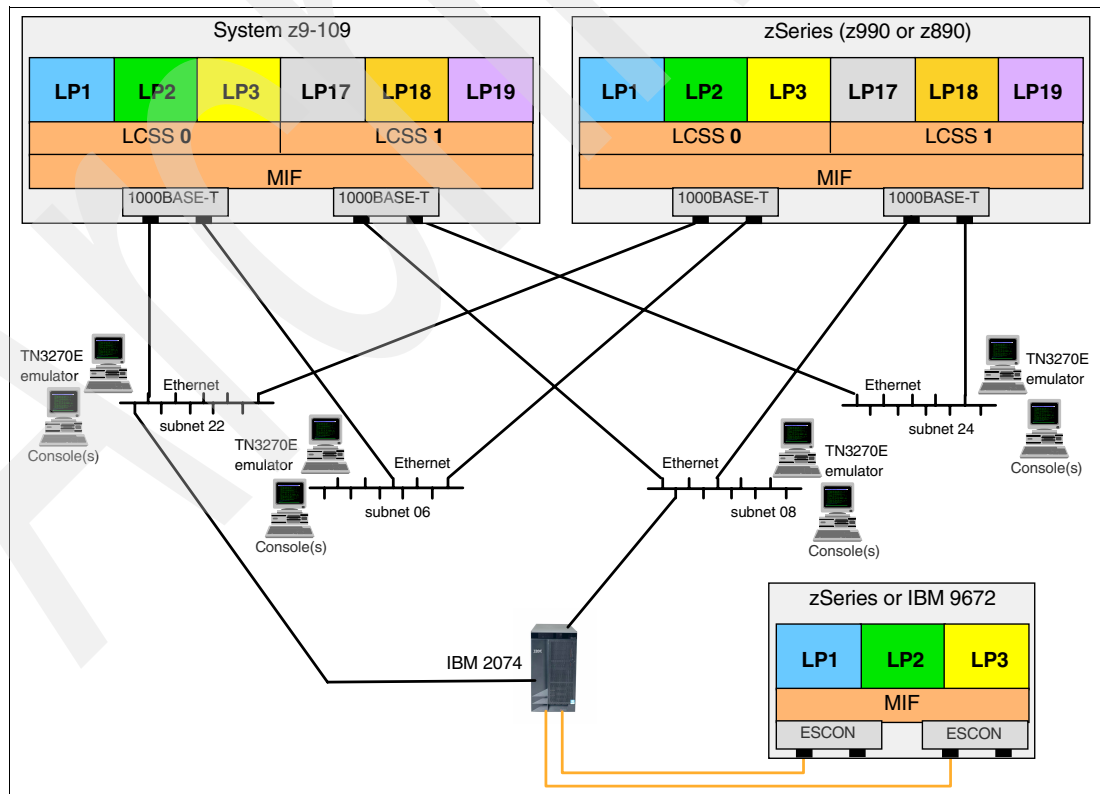 System z9-109
LP1 LP2 LP3 LP17 LP18 LP19
LCSS 0 LCSS 1
MIF
1000BASE-T 1000BASE-T
zSeries (z990 or z890)
LP1 LP2 LP3 LP17 LP18 LP19
LCSS 0 LCSS 1
MIF
1000BASE-T 1000BASE-T
TN3270E
emulator
Ethernet
subnet 22
Console(s)
TN3270E
emulator
Ethernet
subnet 06
Console(s)
Ethernet
subnet 08
TN3270E
emulator
Console(s)
Ethernet
subnet 24
TN3270E
emulator
Console(s)
IBM 2074
zSeries or IBM 9672
LP1 LP2 LP3
MIF
ESCON ESCON